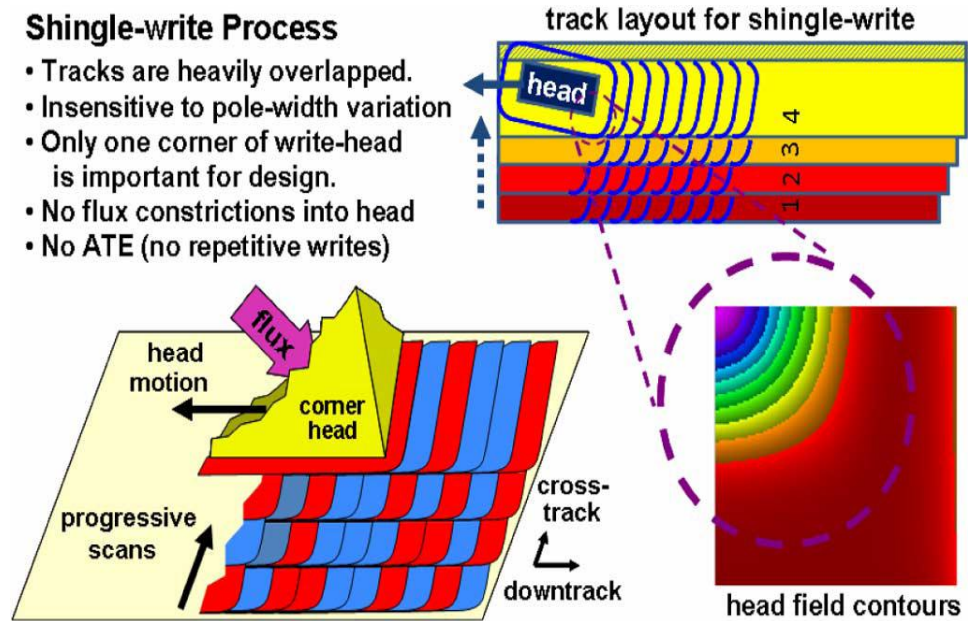 Shingle-write Process
• Tracks are heavily overlapped.
• Insensitive to pole-width variation
• Only one corner of write-head
is important for design.
• No flux constrictions into head
• No ATE (no repetitive writes)
track layout for shingle-write
head
4
3
2
1
flux
head
motion
corner
head
progressive
scans
cross-
track
downtrack
head field contours